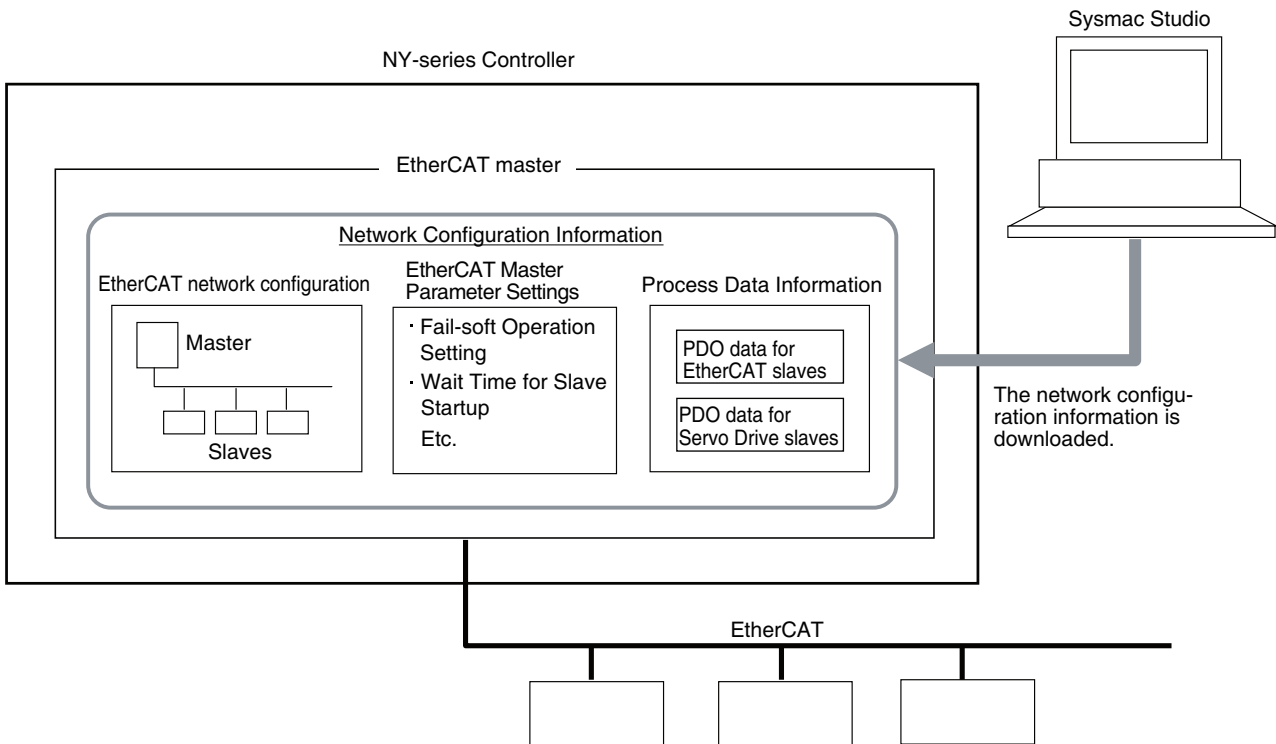 Sysmac Studio
NY-series Controller
EtherCAT master
Network Configuration Information
EtherCAT network configuration
Master
Slaves
EtherCAT Master
Parameter Settings
· Fail-soft Operation
Setting
· Wait Time for Slave
Startup
Etc.
Process Data Information
PDO data for
EtherCAT slaves
PDO data for
Servo Drive slaves
The network configu-
ration information is
downloaded.
EtherCAT